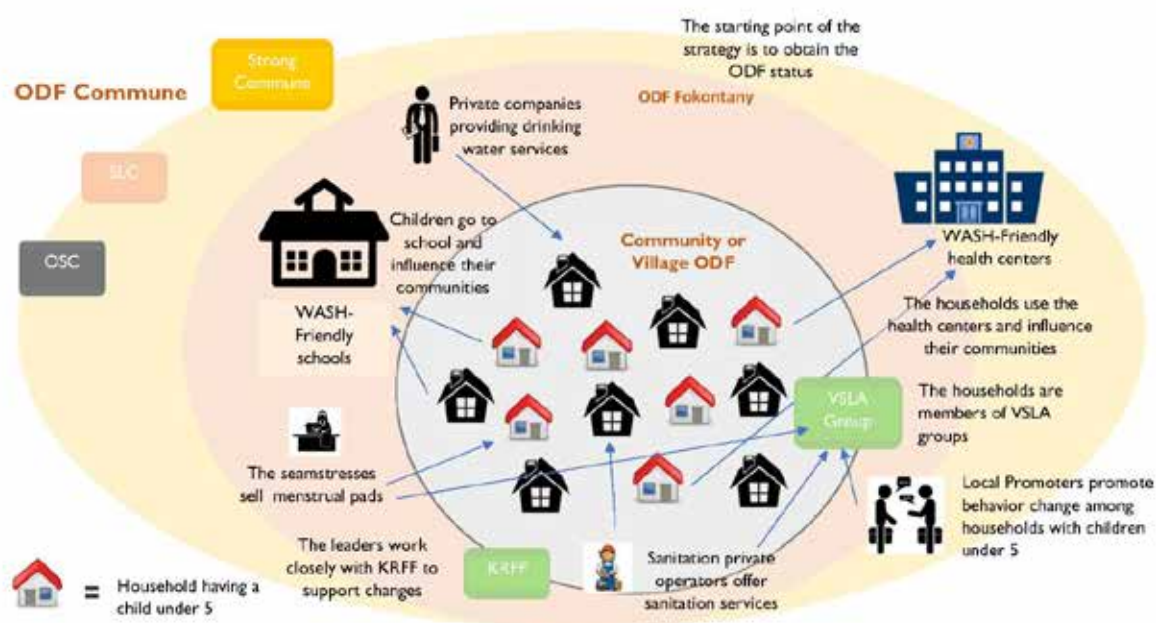 The starting point of the
strategy is to obtain the
ODF status
Strong
Commune
ODF Commune
ODF Fokontany
Private companies
providing drinking
water services
SLC
OSC
Children go to
school and
influence their
communities
Community or
Village ODF
WASH-Friendly
health centers
WASH-
Friendly
schools
The households use the
health centers and influence
their communities
VSLA
Group
The households are
members of VSLA
groups
The seamstresses
sell menstrual pads
Local Promoters promote
behavior change among
households with children
under 5
The leaders work
closely with KRFF to
support changes
KRFF
Sanitation private
operators offer
sanitation services
= Household having a
child under 5